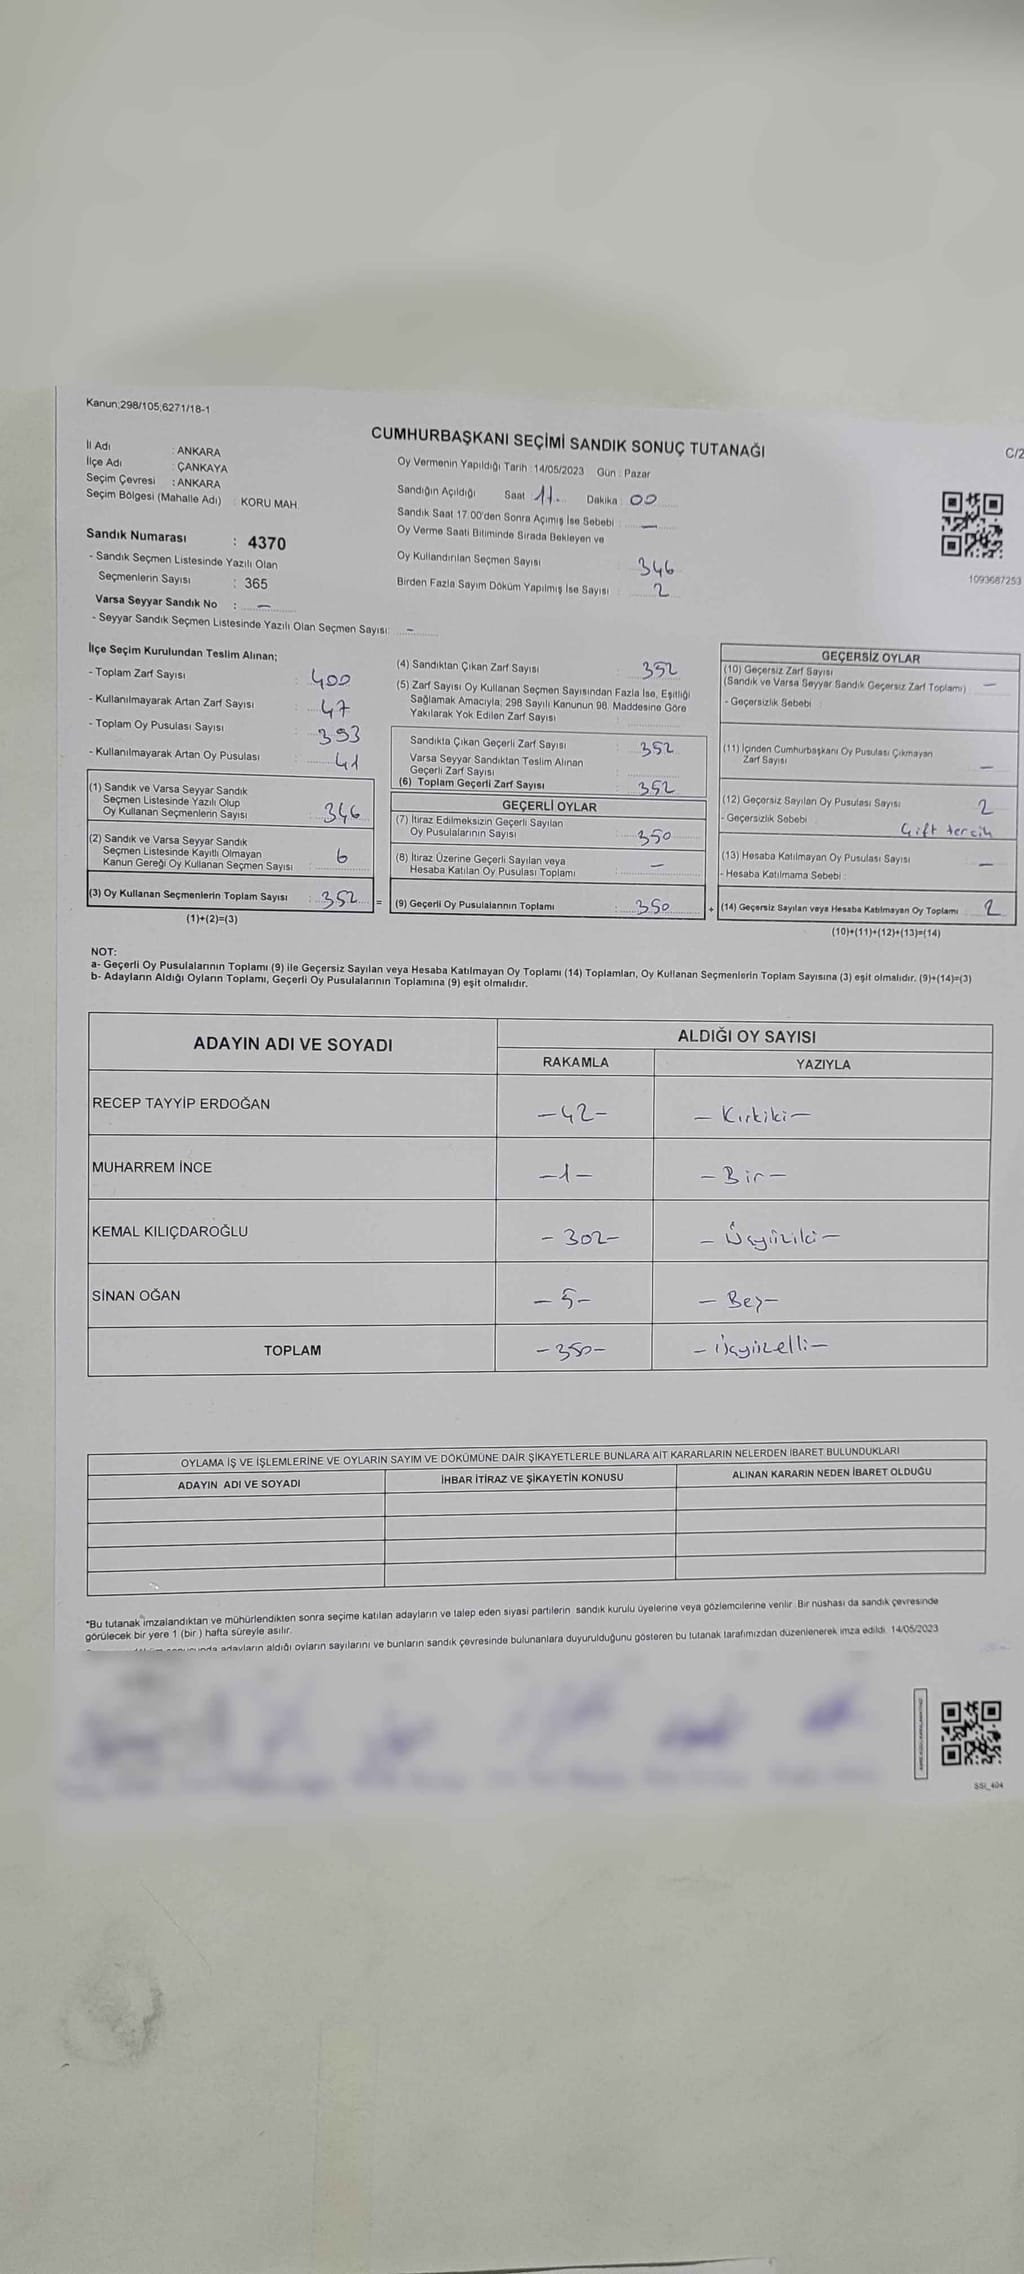 Kanun;298/105;6271/18-1
CUMHURBAŞKANI SEÇİMİ SANDIK SONUÇ TUTANAĞI
C/2
İl Adı : ANKARA
İlçe Adı : ÇANKAYA
Seçim Çevresi : ANKARA
Seçim Bölgesi (Mahalle Adı) : KORU MAH.
Sandık Numarası : 4370
- Sandık Seçmen Listesinde Yazılı Olan
Seçmenlerin Sayısı : 365
Varsa Seyyar Sandık No : —
- Seyyar Sandık Seçmen Listesinde Yazılı Olan Seçmen Sayısı: —
Oy Vermenin Yapıldığı Tarih : 14/05/2023 Gün : Pazar
Sandığın Açıldığı Saat 17 Dakika : 00
Sandık Saat 17.00'den Sonra Açımış İse Sebebi : —
Oy Verme Saati Bitiminde Sırada Bekleyen ve
Oy Kullandırılan Seçmen Sayısı 346
Birden Fazla Sayım Döküm Yapılmış İse Sayısı : 2
1093687253
İlçe Seçim Kurulundan Teslim Alınan;
- Toplam Zarf Sayısı : 400
- Kullanılmayarak Artan Zarf Sayısı : 47
- Toplam Oy Pusulası Sayısı : 393
- Kullanılmayarak Artan Oy Pusulası : 41
(1) Sandık ve Varsa Seyyar Sandık
Seçmen Listesinde Yazılı Olup
Oy Kullanan Seçmenlerin Sayısı : 346
(2) Sandık ve Varsa Seyyar Sandık
Seçmen Listesinde Kayıtlı Olmayan
Kanun Gereği Oy Kullanan Seçmen Sayısı : 6
(3) Oy Kullanan Seçmenlerin Toplam Sayısı : 352 =
(1)+(2)=(3)
(4) Sandıktan Çıkan Zarf Sayısı : 352
(5) Zarf Sayısı Oy Kullanan Seçmen Sayısından Fazla İse, Eşitliği
Sağlamak Amacıyla; 298 Sayılı Kanunun 98. Maddesine Göre
Yakılarak Yok Edilen Zarf Sayısı
Sandıkta Çıkan Geçerli Zarf Sayısı : 352
Varsa Seyyar Sandıktan Teslim Alınan
Geçerli Zarf Sayısı
(6) Toplam Geçerli Zarf Sayısı : 352
GEÇERLİ OYLAR
(7) İtiraz Edilmeksizin Geçerli Sayılan
Oy Pusulalarının Sayısı : 350
(8) İtiraz Üzerine Geçerli Sayılan veya
Hesaba Katılan Oy Pusulası Toplamı : —
(9) Geçerli Oy Pusulalarının Toplamı : 350 +
GEÇERSİZ OYLAR
(10) Geçersiz Zarf Sayısı
(Sandık ve Varsa Seyyar Sandık Geçersiz Zarf Toplamı) : —
- Geçersizlik Sebebi :
(11) İçinden Cumhurbaşkanı Oy Pusulası Çıkmayan
Zarf Sayısı —
(12) Geçersiz Sayılan Oy Pusulası Sayısı 2
- Geçersizlik Sebebi : Çift tercih
(13) Hesaba Katılmayan Oy Pusulası Sayısı —
- Hesaba Katılmama Sebebi :
(14) Geçersiz Sayılan veya Hesaba Katılmayan Oy Toplamı 2
(10)+(11)+(12)+(13)=(14)
NOT:
a- Geçerli Oy Pusulalarının Toplamı (9) ile Geçersiz Sayılan veya Hesaba Katılmayan Oy Toplamı (14) Toplamları, Oy Kullanan Seçmenlerin Toplam Sayısına (3) eşit olmalıdır. (9)+(14)=(3)
b- Adayların Aldığı Oyların Toplamı, Geçerli Oy Pusulalarının Toplamına (9) eşit olmalıdır.
ADAYIN ADI VE SOYADI
ALDIĞI OY SAYISI
RAKAMLA YAZIYLA
RECEP TAYYİP ERDOĞAN —42— —Kırkiki—
MUHARREM İNCE —1— —Bir—
KEMAL KILIÇDAROĞLU —302— —Üçyüziki—
SİNAN OĞAN —5— —Beş—
TOPLAM —350— —Üçyüzelli—
OYLAMA İŞ VE İŞLEMLERİNE VE OYLARIN SAYIM VE DÖKÜMÜNE DAİR ŞİKAYETLERLE BUNLARA AİT KARARLARIN NELERDEN İBARET BULUNDUKLARI
ADAYIN ADI VE SOYADI İHBAR İTİRAZ VE ŞİKAYETİN KONUSU ALINAN KARARIN NEDEN İBARET OLDUĞU
*Bu tutanak imzalandıktan ve mühürlendikten sonra seçime katılan adayların ve talep eden siyasi partilerin sandık kurulu üyelerine veya gözlemcilerine verilir. Bir nüshası da sandık çevresinde
görülecek bir yere 1 (bir ) hafta süreyle asılır.
adayların aldığı oyların sayılarını ve bunların sandık çevresinde bulunanlara duyurulduğunu gösteren bu tutanak tarafımızdan düzenlenerek imza edildi. 14/05/2023
SSI_404